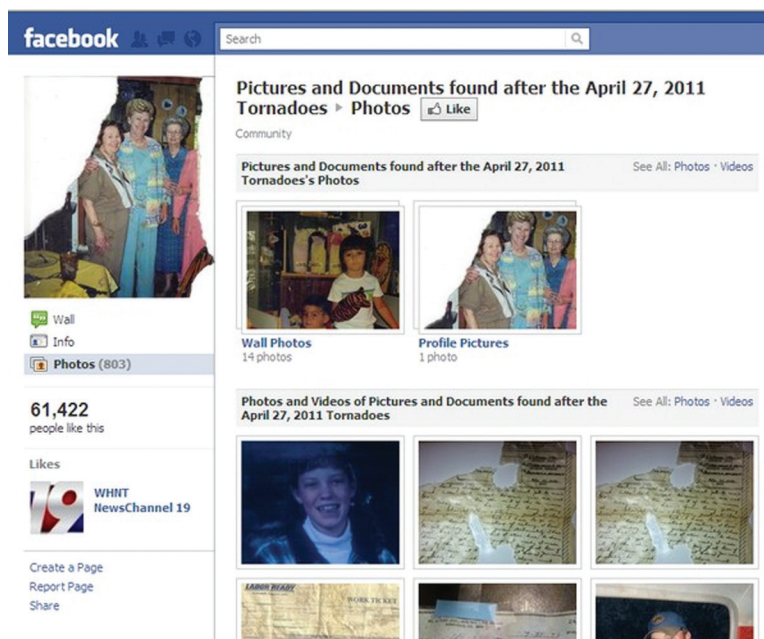 facebook
Search
Pictures and Documents found after the April 27, 2011
Tornadoes ▸ Photos Like
Community
Pictures and Documents found after the April 27, 2011
Tornadoes's Photos
See All: Photos · Videos
Wall Photos
14 photos
Profile Pictures
1 photo
Wall
Info
Photos (803)
61,422
people like this
Likes
19
WHNT
NewsChannel 19
Create a Page
Report Page
Share
Photos and Videos of Pictures and Documents found after the
April 27, 2011 Tornadoes
See All: Photos · Videos
LABOR READY
WORK TICKET